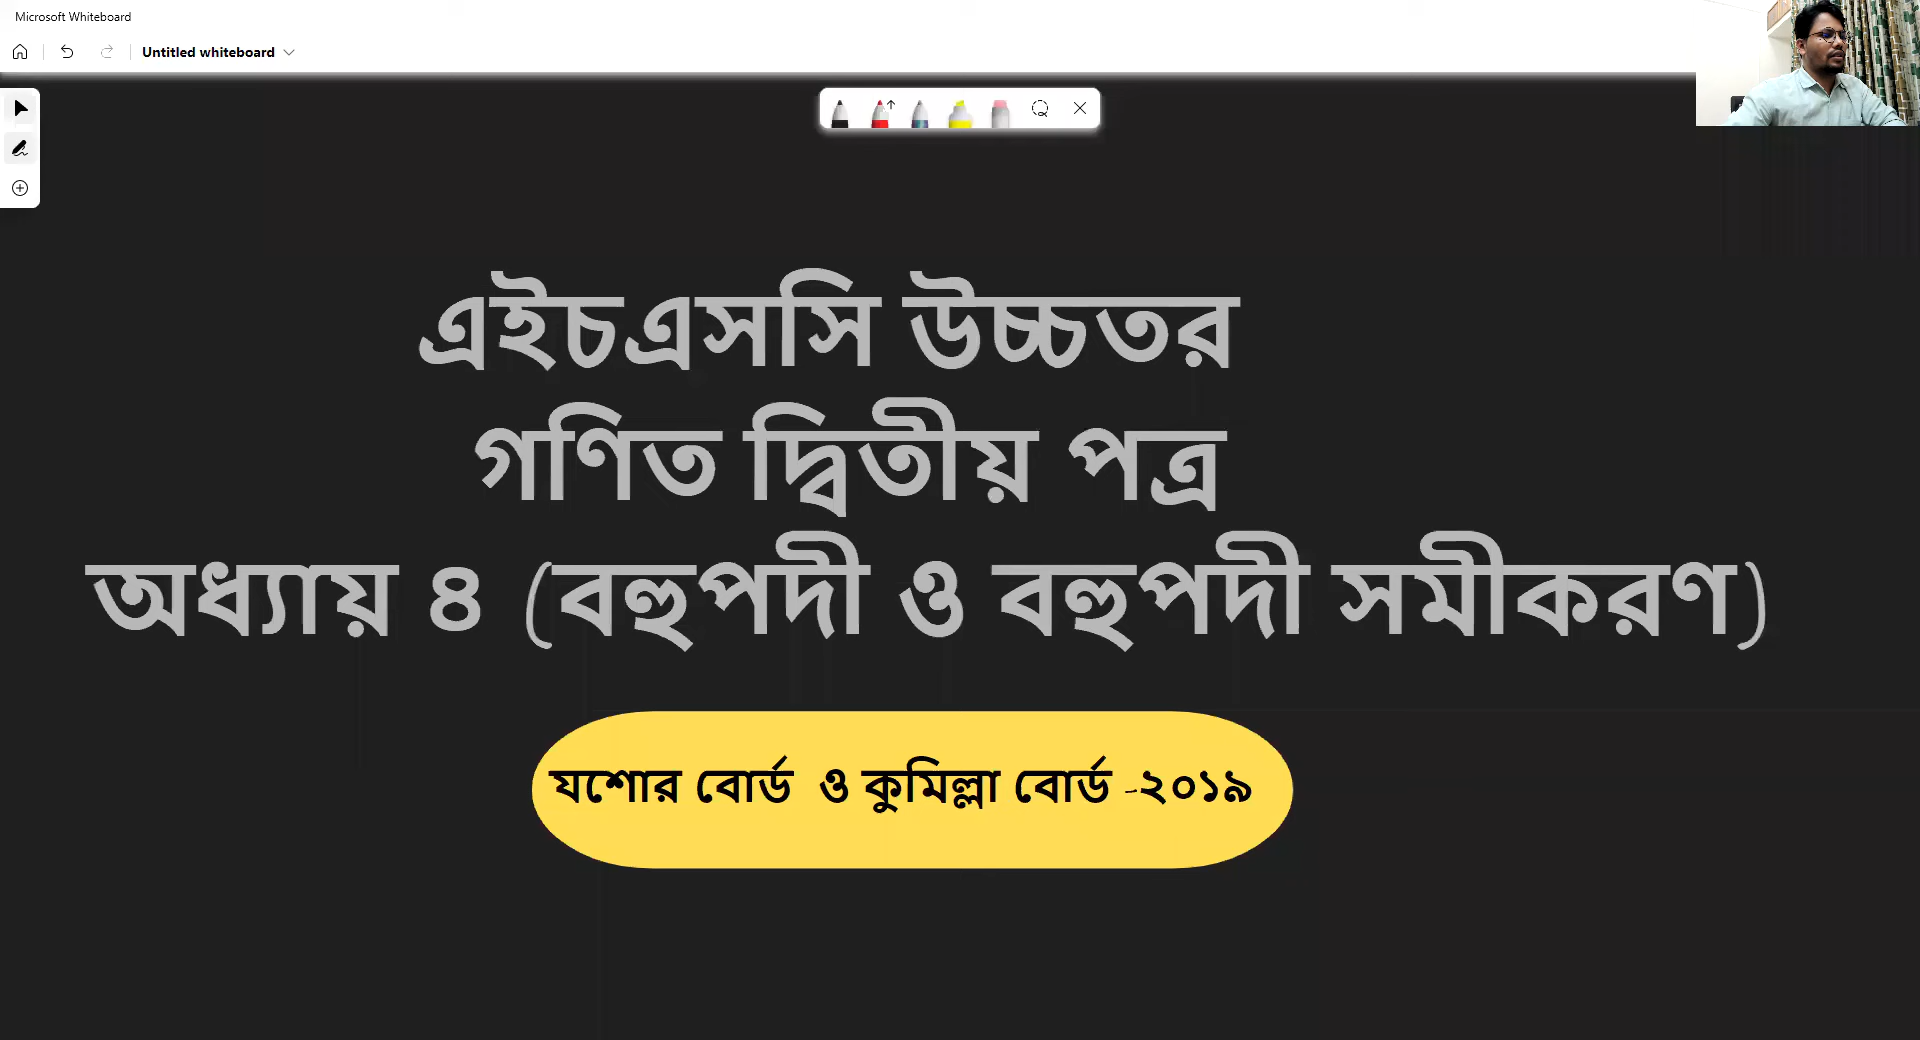 Microsoft Whiteboard
Untitled whiteboard
এইচএসসি উচ্চতর
গণিত দ্বিতীয় পত্র
অধ্যায় ৪ (বহুপদী ও বহুপদী সমীকরণ)
যশোর বোর্ড ও কুমিল্লা বোর্ড -২০১৯